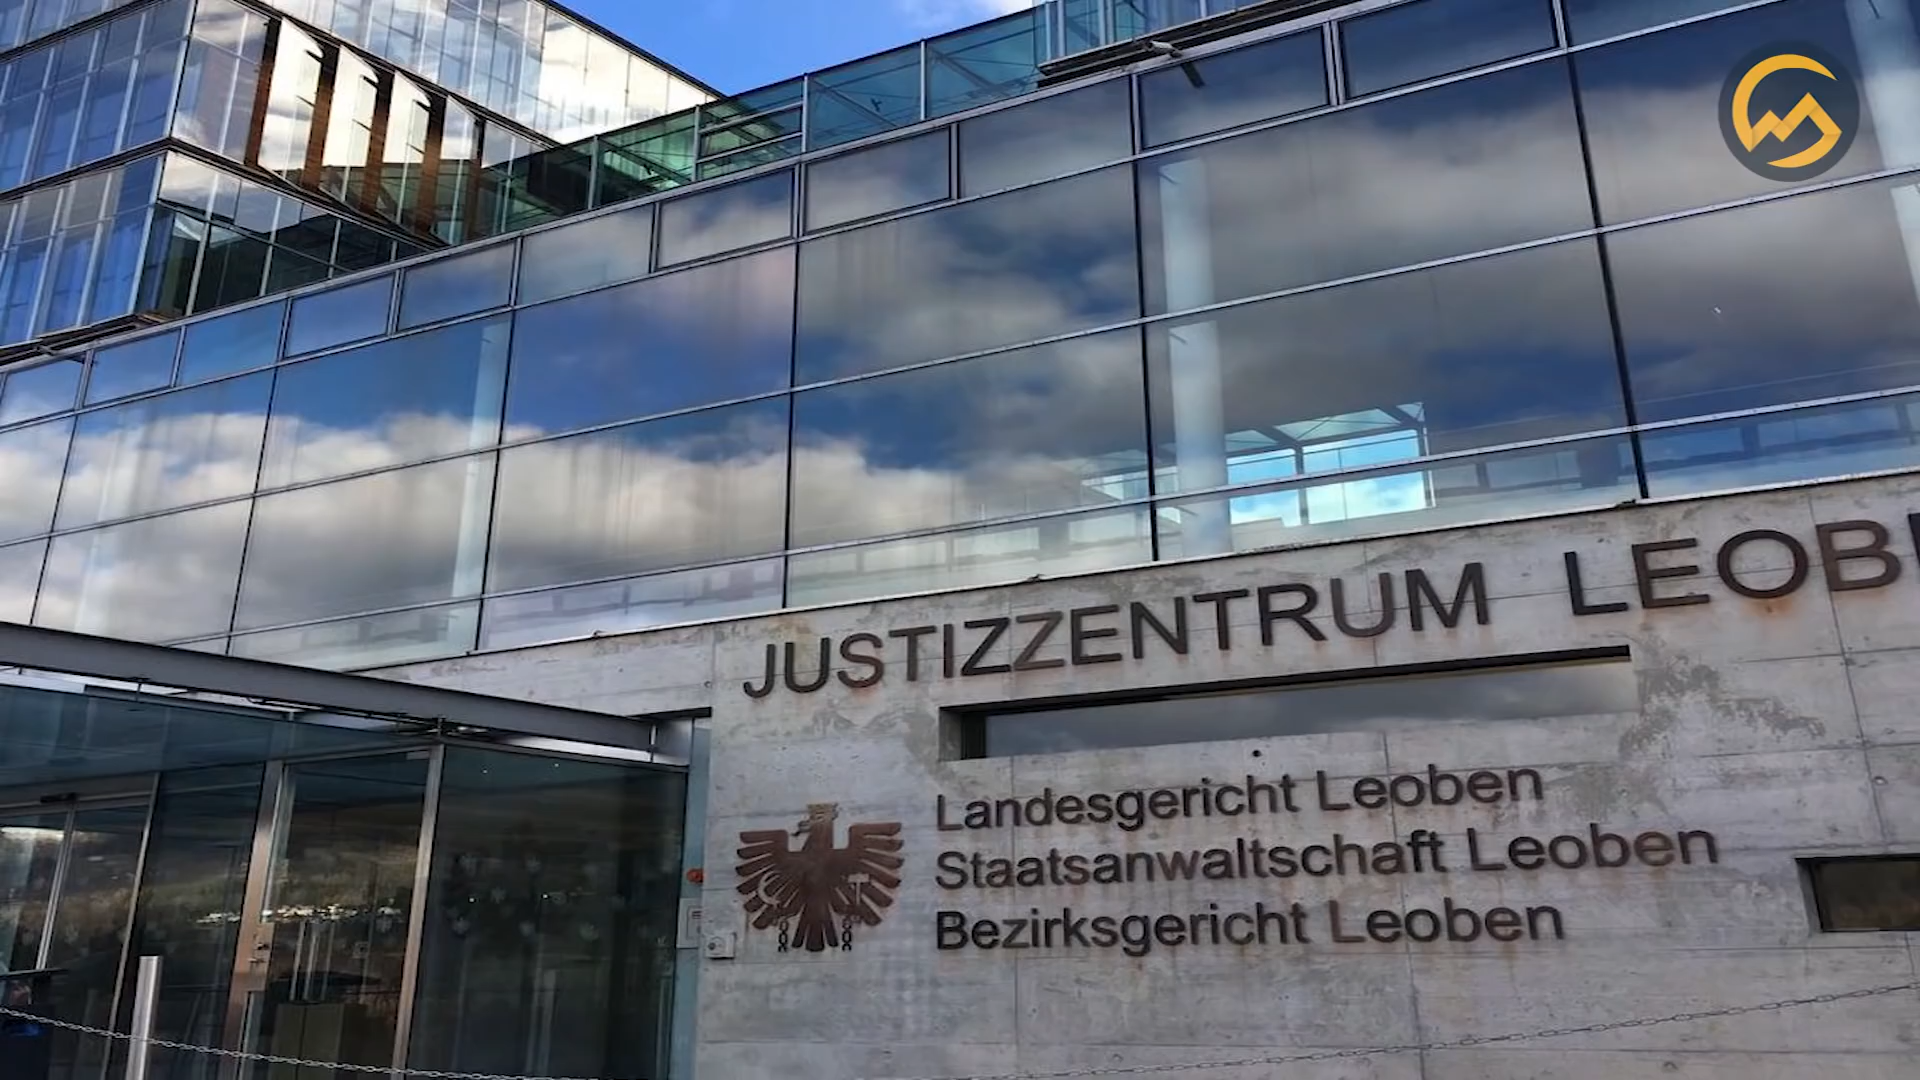 JUSTIZZENTRUM LEOB
Landesgericht Leoben
Staatsanwaltschaft Leoben
Bezirksgericht Leoben